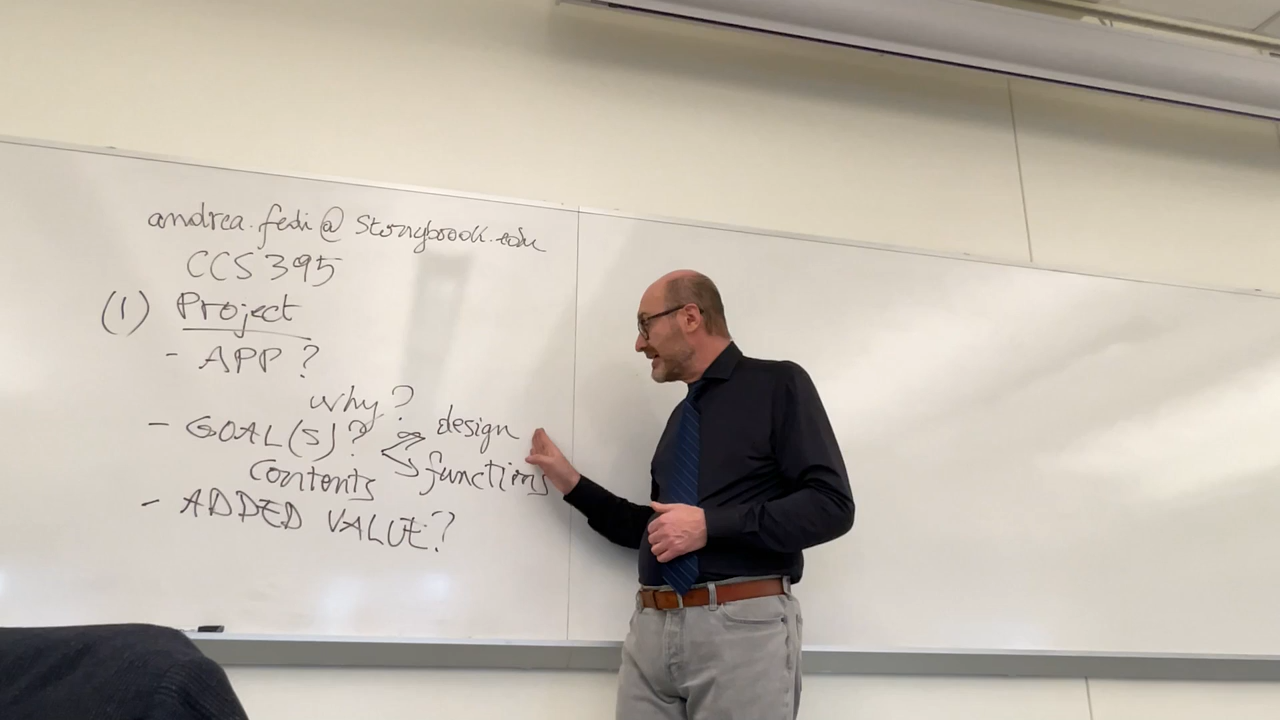 andrea.fedi@stonybrook.edu
CCS 395
(1) Project
- APP?
why?
- GOAL(S)? design
functions
Contents
- ADDED VALUE?